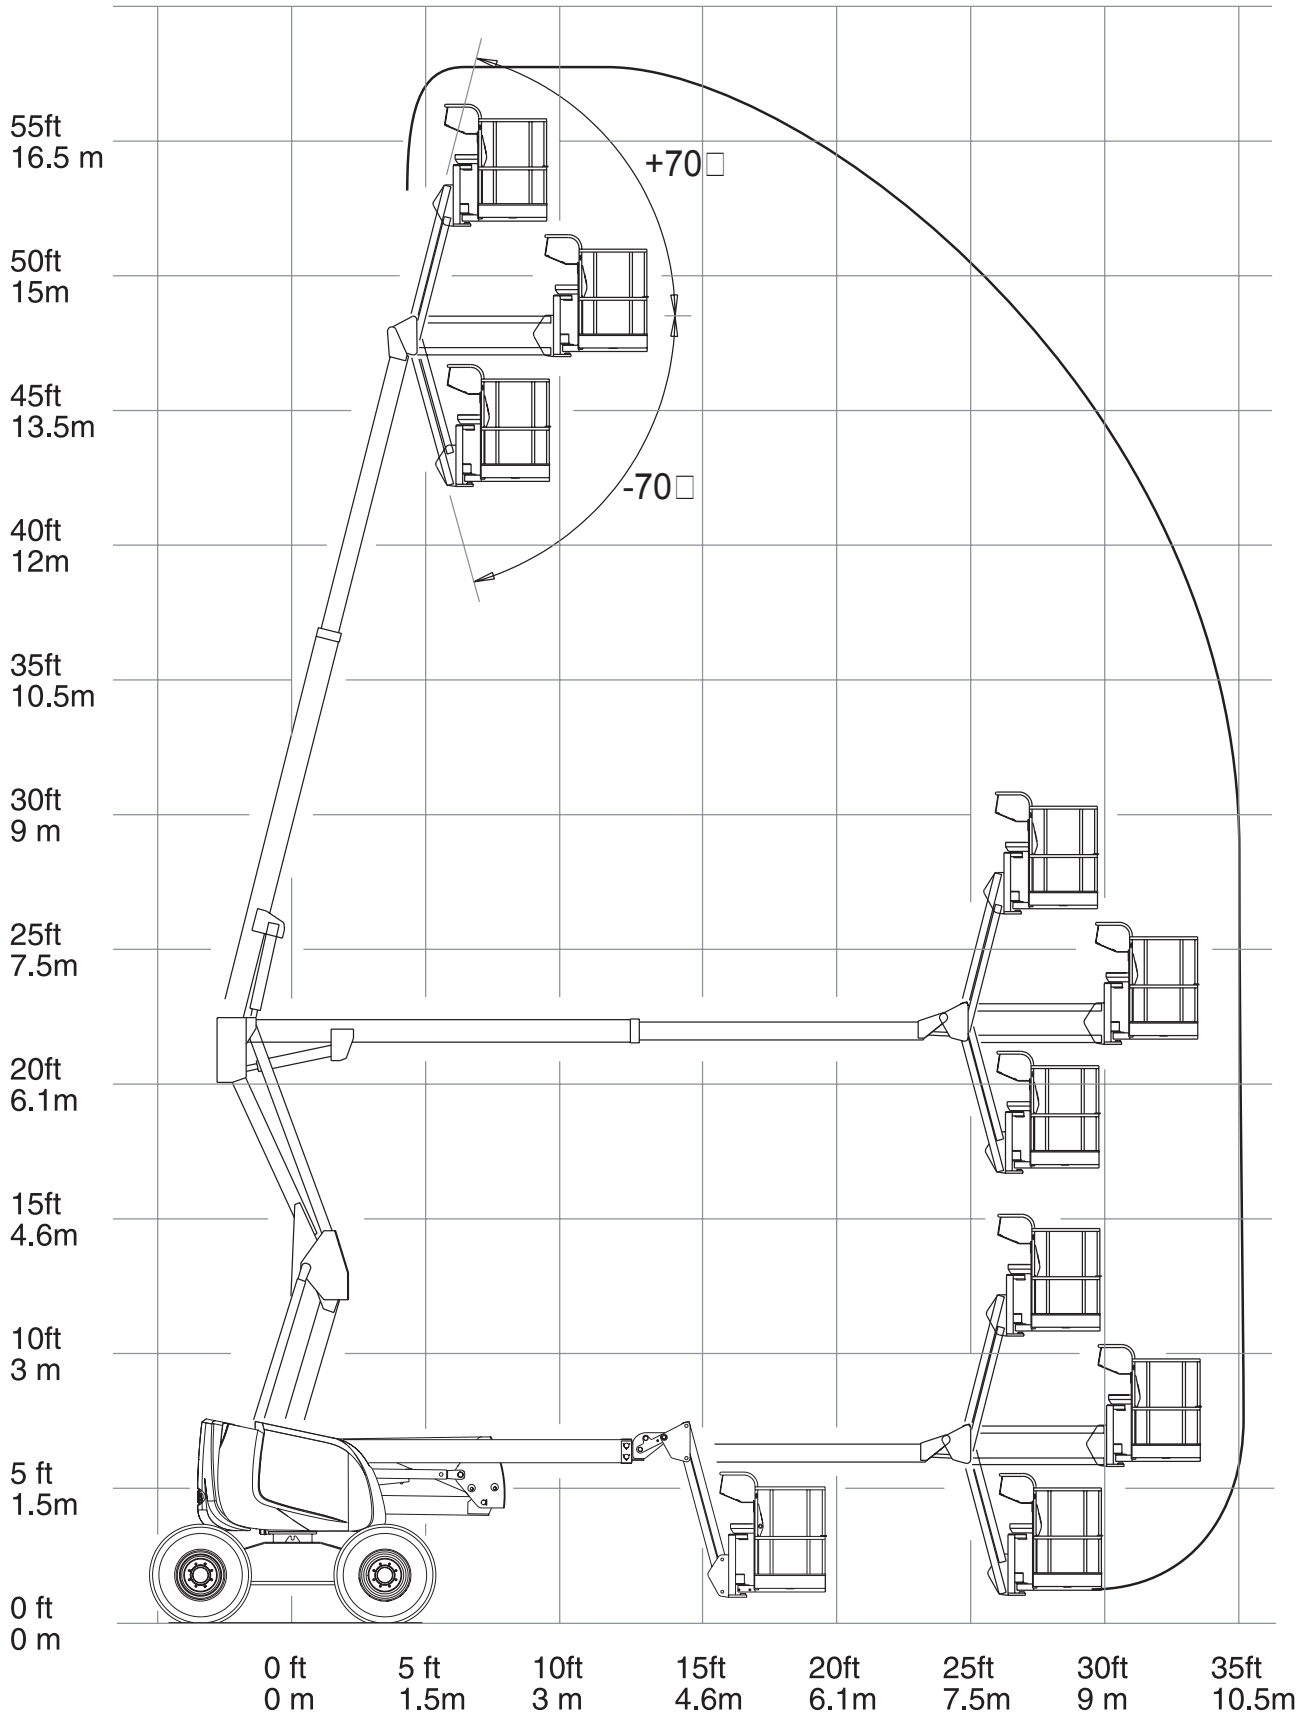 55ft
16.5 m
+70□
50ft
15m
45ft
13.5m
-70□
40ft
12m
35ft
10.5m
30ft
9 m
25ft
7.5m
20ft
6.1m
15ft
4.6m
10ft
3 m
5 ft
1.5m
0 ft
0 m
0 ft 5 ft 10ft 15ft 20ft 25ft 30ft 35ft
0 m 1.5m 3 m 4.6m 6.1m 7.5m 9 m 10.5m